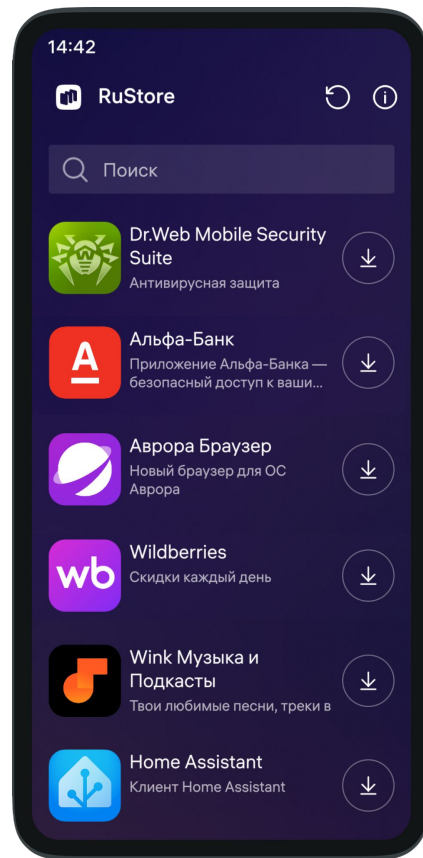 14:42
RuStore
Поиск
Dr.Web Mobile Security
Suite
Антивирусная защита
А
Альфа-Банк
Приложение Альфа-Банка —
безопасный доступ к ваши...
Аврора Браузер
Новый браузер для ОС
Аврора
wb
Wildberries
Скидки каждый день
Wink Музыка и
Подкасты
Твои любимые песни, треки в
Home Assistant
Клиент Home Assistant